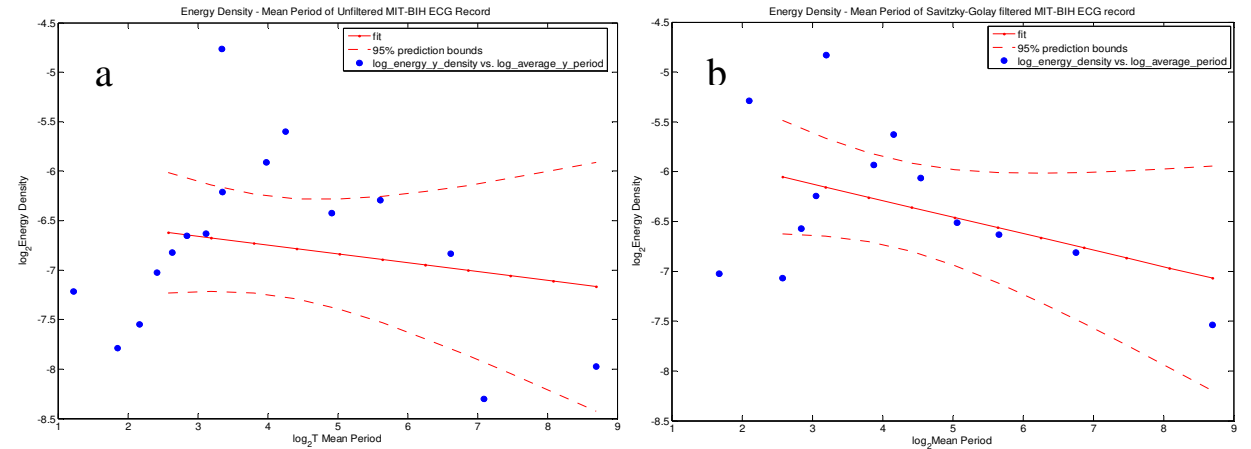 Energy Density - Mean Period of Unfiltered MIT-BIH ECG Record
a
fit
95% prediction bounds
log_energy_y_density vs. log_average_y_period
-4.5
-5
-5.5
-6
-6.5
-7
-7.5
-8
-8.5
log2Energy Density
1 2 3 4 5 6 7 8 9
log2T Mean Period
Energy Density - Mean Period of Savitzky-Golay filtered MIT-BIH ECG record
b
fit
95% prediction bounds
log_energy_density vs. log_average_period
-4.5
-5
-5.5
-6
-6.5
-7
-7.5
-8
-8.5
log2Energy Density
1 2 3 4 5 6 7 8 9
log2Mean Period